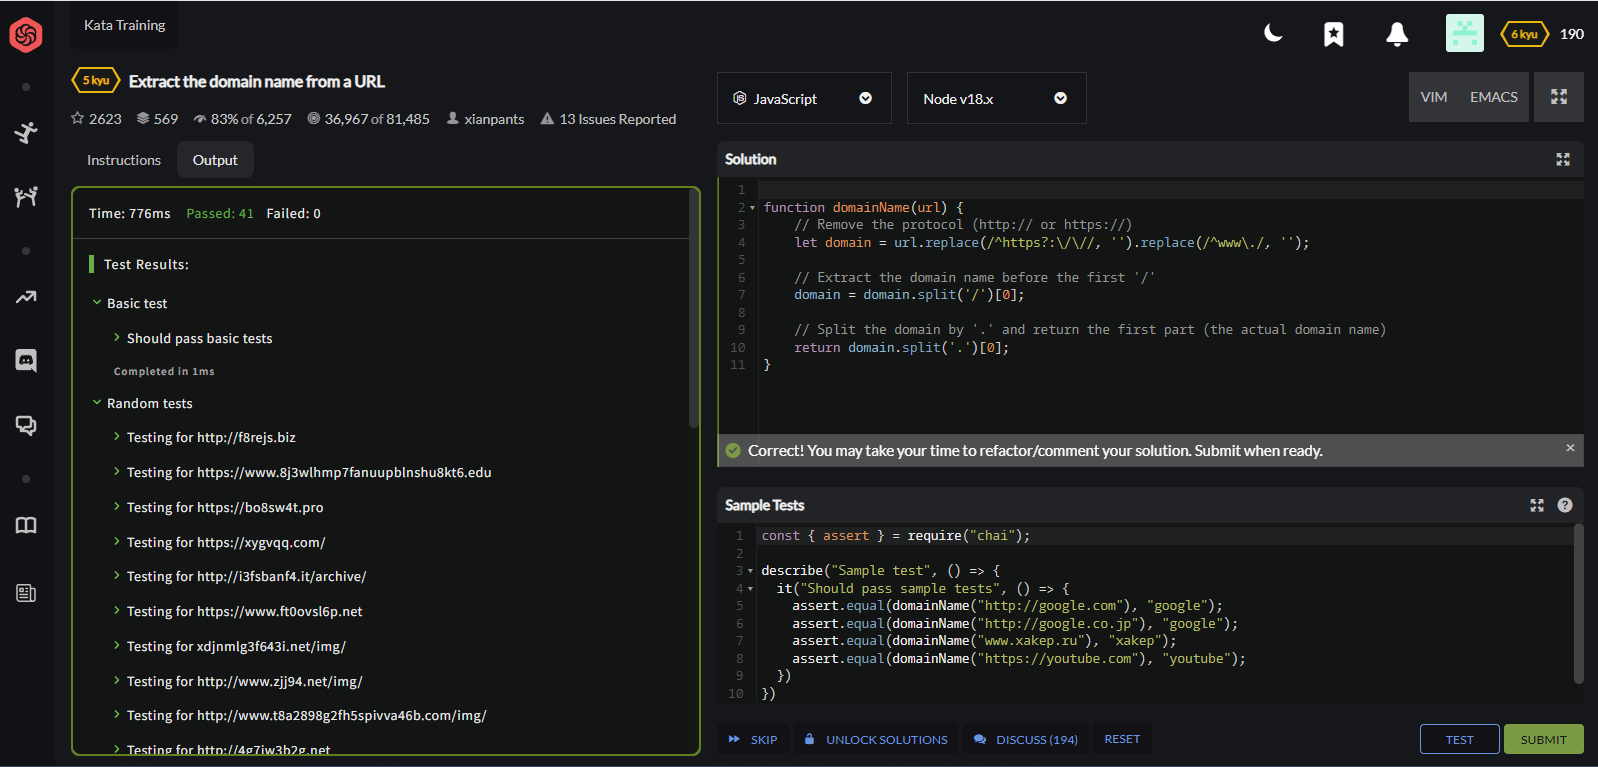 Kata Training
6 kyu 190
5 kyu Extract the domain name from a URL
2623 569 83% of 6,257 36,967 of 81,485 xianpants 13 Issues Reported
Instructions Output
Time: 776ms Passed: 41 Failed: 0
Test Results:
Basic test
Should pass basic tests
Completed in 1ms
Random tests
Testing for http://f8rejs.biz
Testing for https://www.8j3wlhmp7fanuupblnshu8kt6.edu
Testing for https://bo8sw4t.pro
Testing for https://xygvqq.com/
Testing for http://i3fsbanf4.it/archive/
Testing for https://www.ft0ovsl6p.net
Testing for xdjnmlg3f643i.net/img/
Testing for http://www.zjj94.net/img/
Testing for http://www.t8a2898g2fh5spivva46b.com/img/
Testing for http://4g7iw3b2g.net
JavaScript Node v18.x VIM EMACS
Solution
1
2 function domainName(url) {
3 // Remove the protocol (http:// or https://)
4 let domain = url.replace(/^https?:\/\//, '').replace(/^www\./, '');
5
6 // Extract the domain name before the first '/'
7 domain = domain.split('/')[0];
8
9 // Split the domain by '.' and return the first part (the actual domain name)
10 return domain.split('.')[0];
11 }
Correct! You may take your time to refactor/comment your solution. Submit when ready. ×
Sample Tests ?
1 const { assert } = require("chai");
2
3 describe("Sample test", () => {
4 it("Should pass sample tests", () => {
5 assert.equal(domainName("http://google.com"), "google");
6 assert.equal(domainName("http://google.co.jp"), "google");
7 assert.equal(domainName("www.xakep.ru"), "xakep");
8 assert.equal(domainName("https://youtube.com"), "youtube");
9 })
10 })
SKIP UNLOCK SOLUTIONS DISCUSS (194) RESET TEST SUBMIT